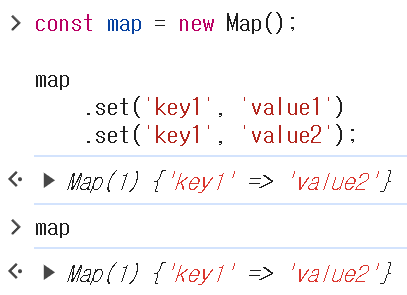 > const map = new Map();
map
.set('key1', 'value1')
.set('key1', 'value2');
Map(1) {'key1' => 'value2'}
> map
Map(1) {'key1' => 'value2'}